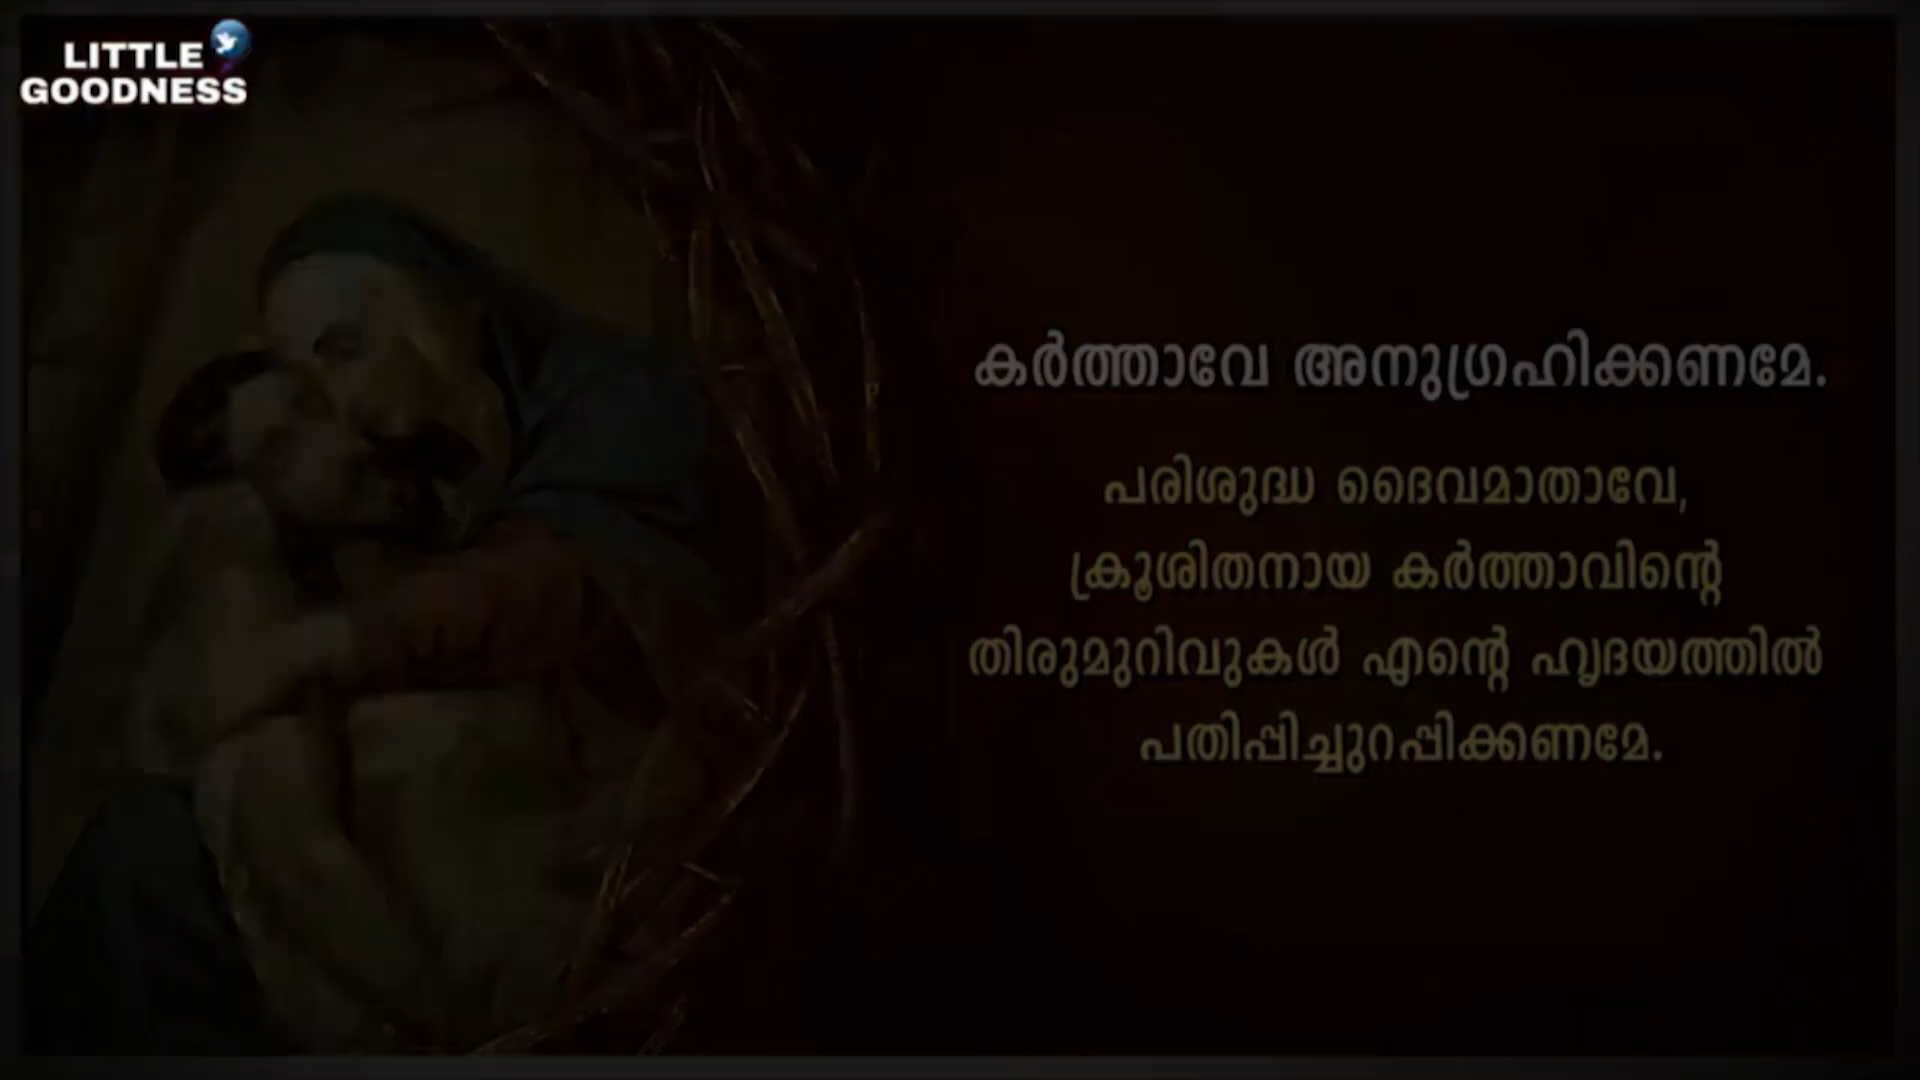 LITTLE
GOODNESS
കർത്താവേ അനുഗ്രഹിക്കണമേ.
പരിശുദ്ധ ദൈവമാതാവേ,
ക്രൂശിതനായ കർത്താവിന്റെ
തിരുമുറിവുകൾ എന്റെ ഹൃദയത്തിൽ
പതിപ്പിച്ചുറപ്പിക്കണമേ.